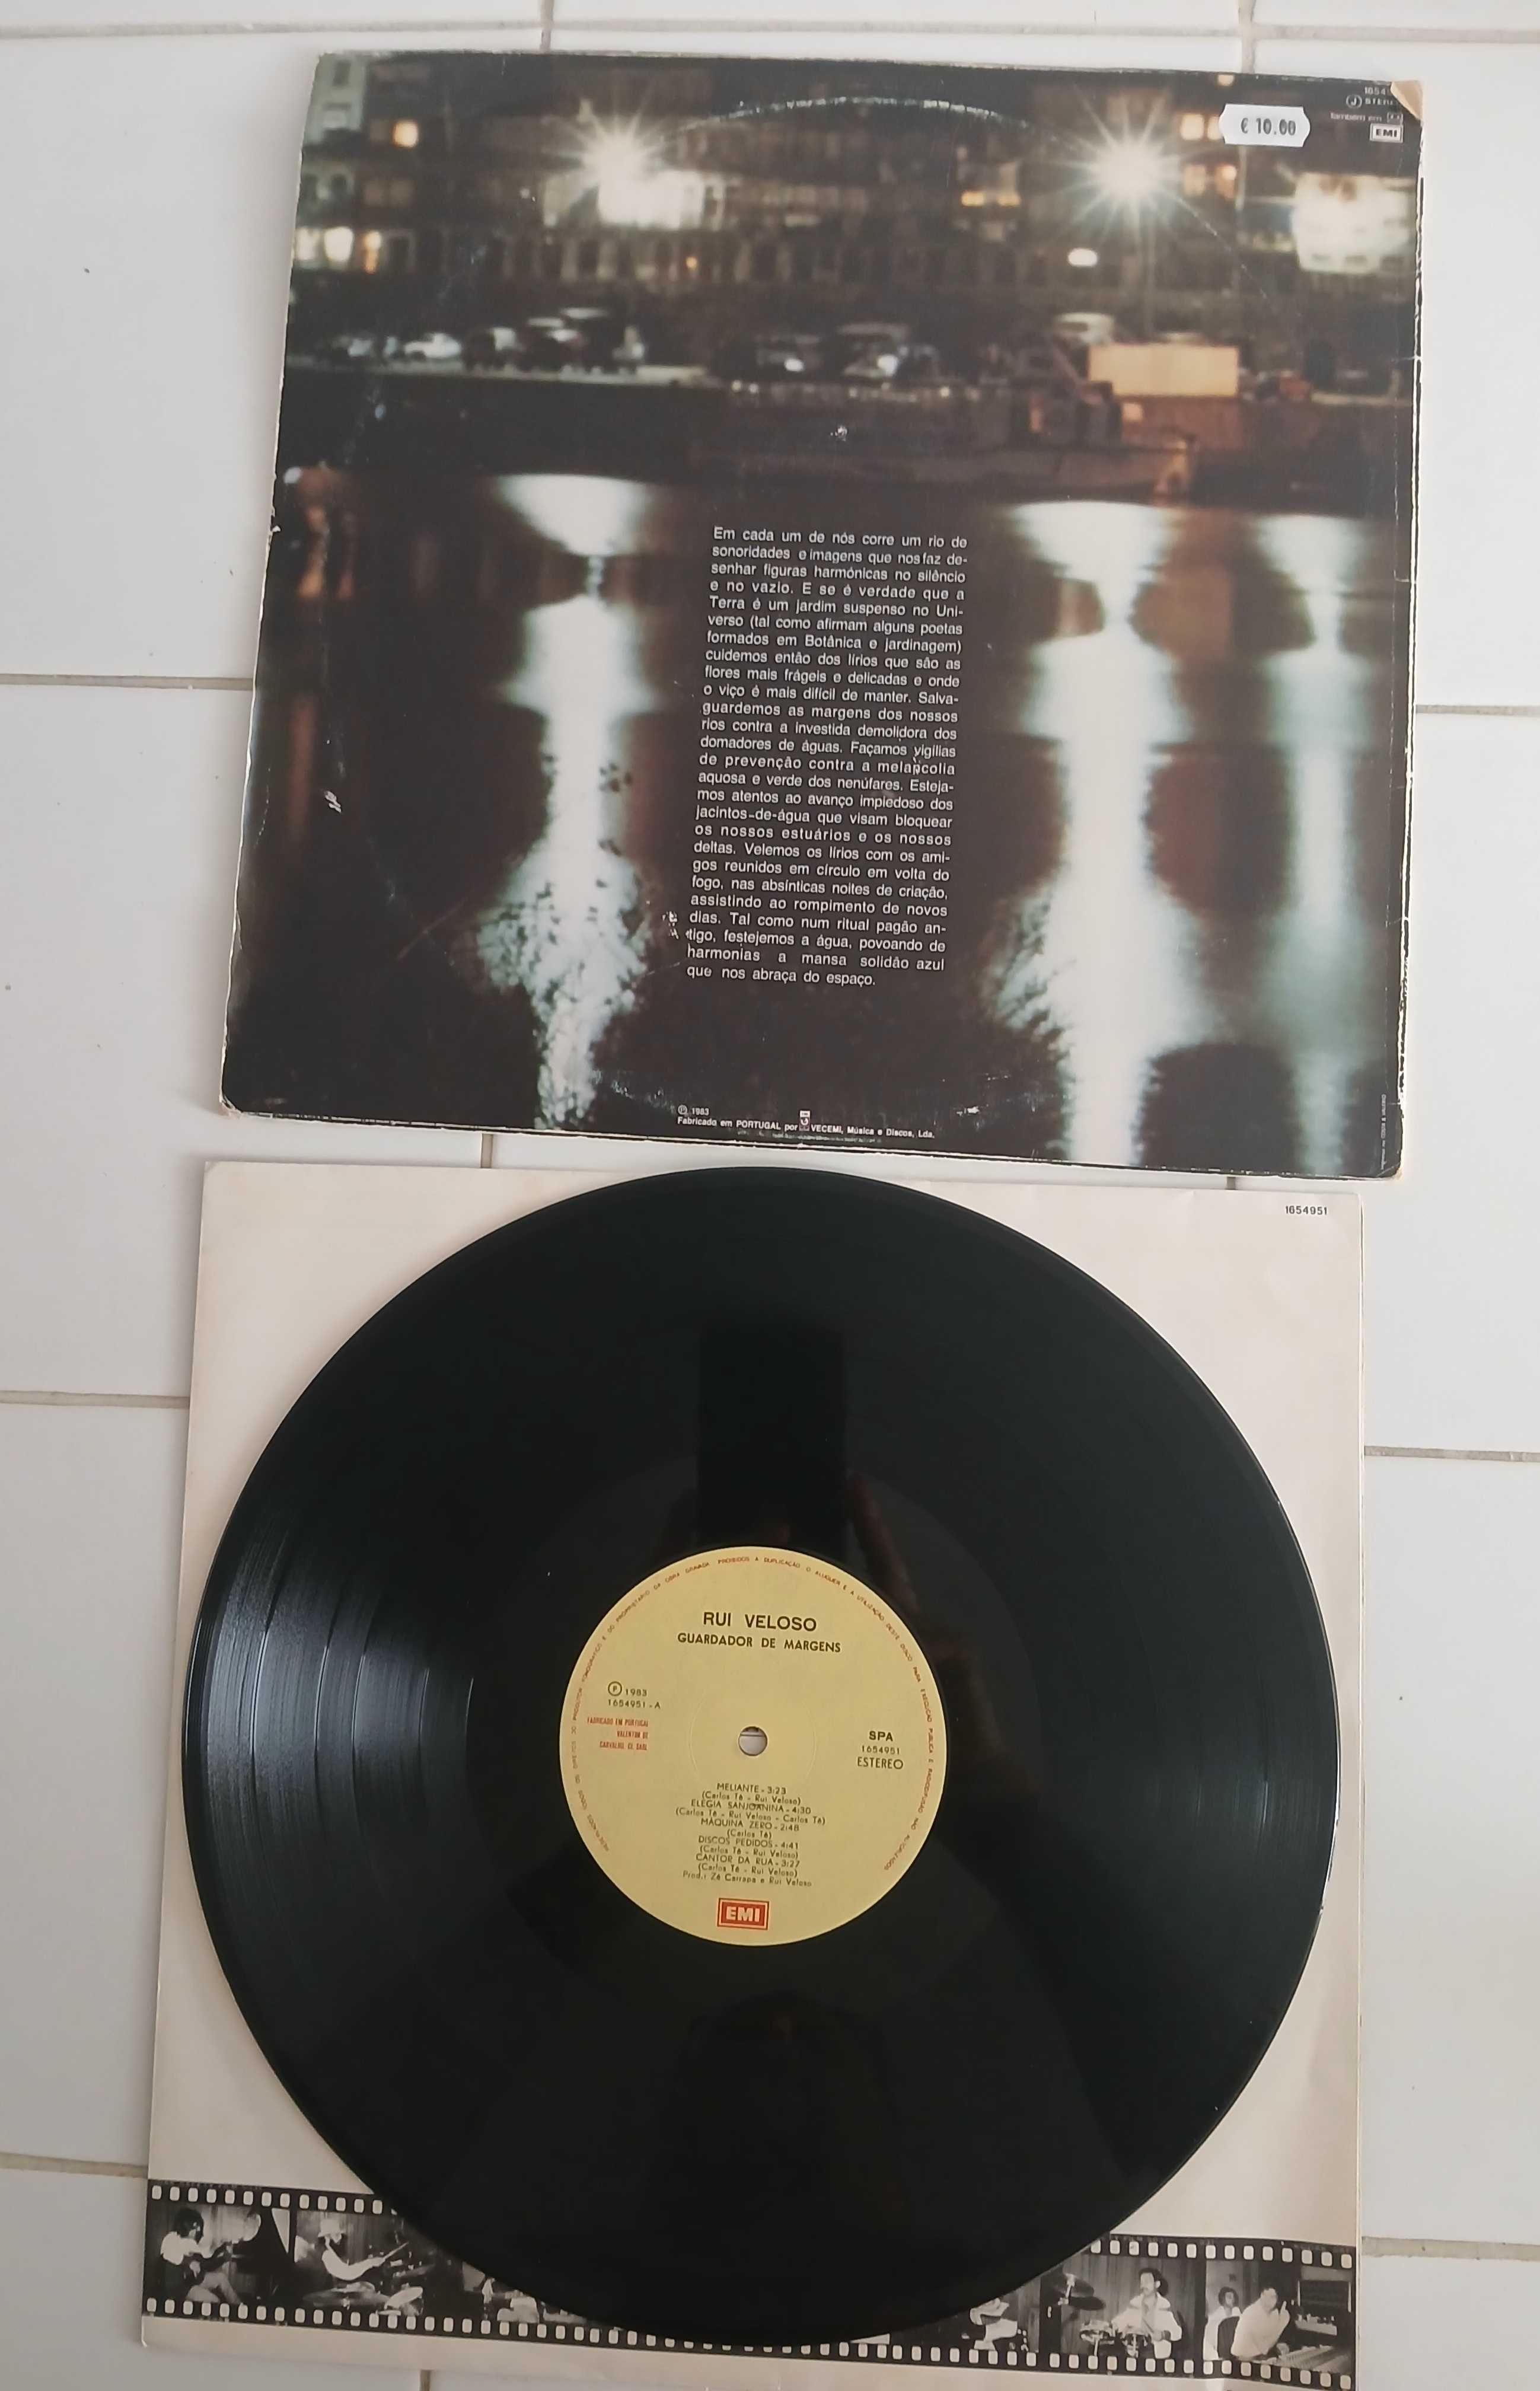 € 10.00
EMI
Em cada um de nós corre um rio de
sonoridades e imagens que nos faz de-
senhar figuras harmónicas no silêncio
e no vazio. E se é verdade que a
Terra é um jardim suspenso no Uni-
verso (tal como afirmam alguns poetas
formados em Botânica e jardinagem)
cuidemos então dos lírios que são as
flores mais frágeis e delicadas e onde
o viço é mais difícil de manter. Salva-
guardemos as margens dos nossos
rios contra a investida demolidora dos
domadores de águas. Façamos vigílias
de prevenção contra a melancolia
aquosa e verde dos nenúfares. Esteja-
mos atentos ao avanço impiedoso dos
jacintos-de-água que visam bloquear
os nossos estuários e os nossos
deltas. Velemos os lírios com os ami-
gos reunidos em círculo em volta do
fogo, nas absínticas noites de criação,
assistindo ao rompimento de novos
dias. Tal como num ritual pagão an-
tigo, festejemos a água, povoando de
harmonias a mansa solidão azul
que nos abraça do espaço.
Ⓟ 1983
Fabricado em PORTUGAL por VECEMI, Música e Discos, Lda.
1654951
RUI VELOSO
GUARDADOR DE MARGENS
Ⓟ 1983
1654951-A
FABRICADO EM PORTUGAL
VALENTIM DE
CARVALHO, CI. SARL
SPA
1654951
ESTEREO
MELIANTE - 3:23
(Carlos Tê - Rui Veloso)
ELEGIA SANJOANINA - 4:30
(Carlos Tê - Rui Veloso - Carlos Tê)
MÁQUINA ZERO - 2:48
(Carlos Tê)
DISCOS PEDIDOS - 4:41
(Carlos Tê - Rui Veloso)
CANTOR DA RUA - 3:27
(Carlos Tê - Rui Veloso)
Prod.: Zé Carrapa e Rui Veloso
EMI